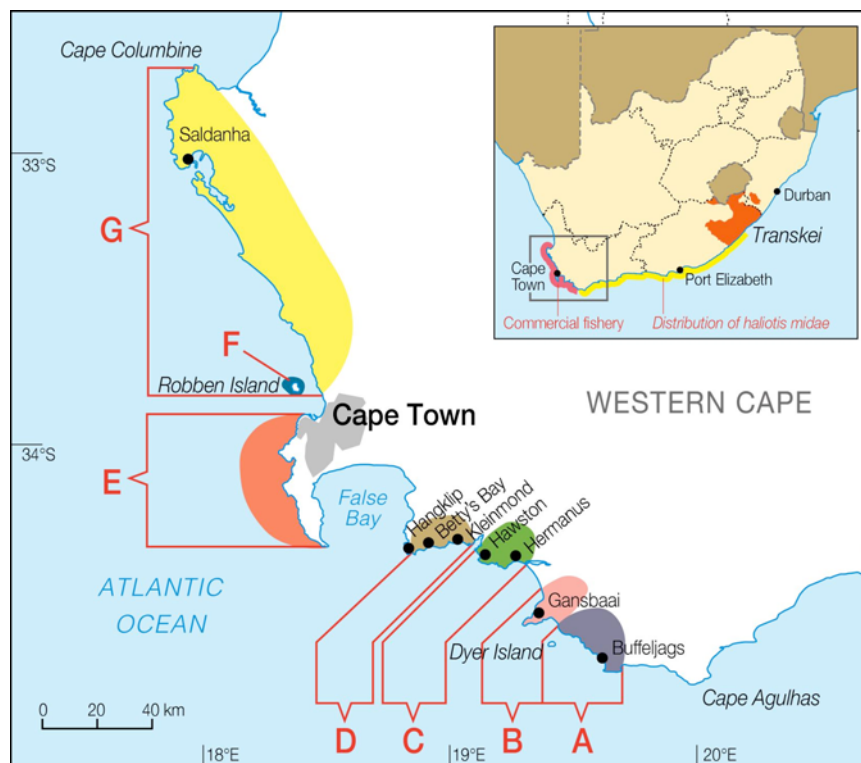 Cape Columbine
Saldanha
33°S
G
F
Robben Island
Cape Town
WESTERN CAPE
34°S
E
False
Bay
Hangklip
Betty's Bay
Kleinmond
Hawston
Hermanus
ATLANTIC
OCEAN
Gansbaai
Dyer Island
Buffeljags
Cape Agulhas
0 20 40 km
D C B A
18°E 19°E 20°E
Durban
Transkei
Cape
Town
Port Elizabeth
Commercial fishery
Distribution of haliotis midae